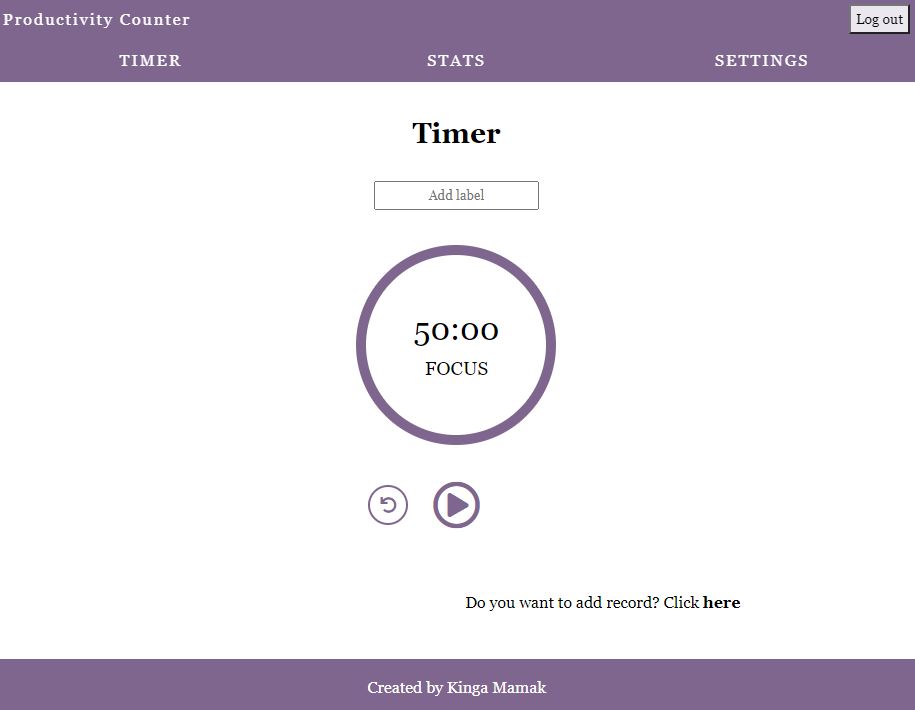 Productivity Counter
Log out
TIMER STATS SETTINGS
Timer
Add label
50:00
FOCUS
Do you want to add record? Click here
Created by Kinga Mamak